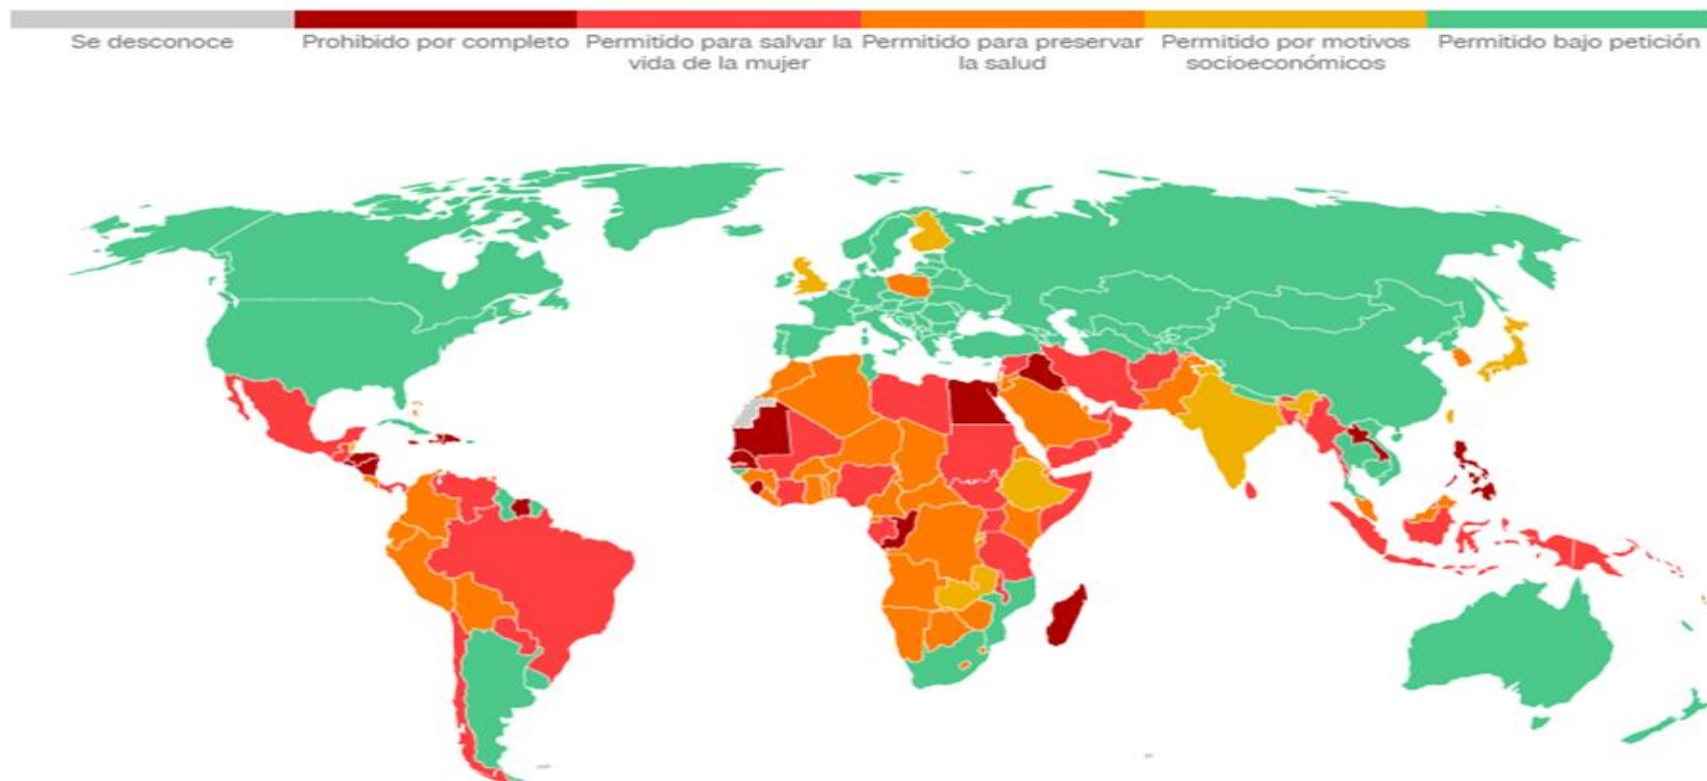 Se desconoce
Prohibido por completo
Permitido para salvar la
vida de la mujer
Permitido para preservar
la salud
Permitido por motivos
socioeconómicos
Permitido bajo petición